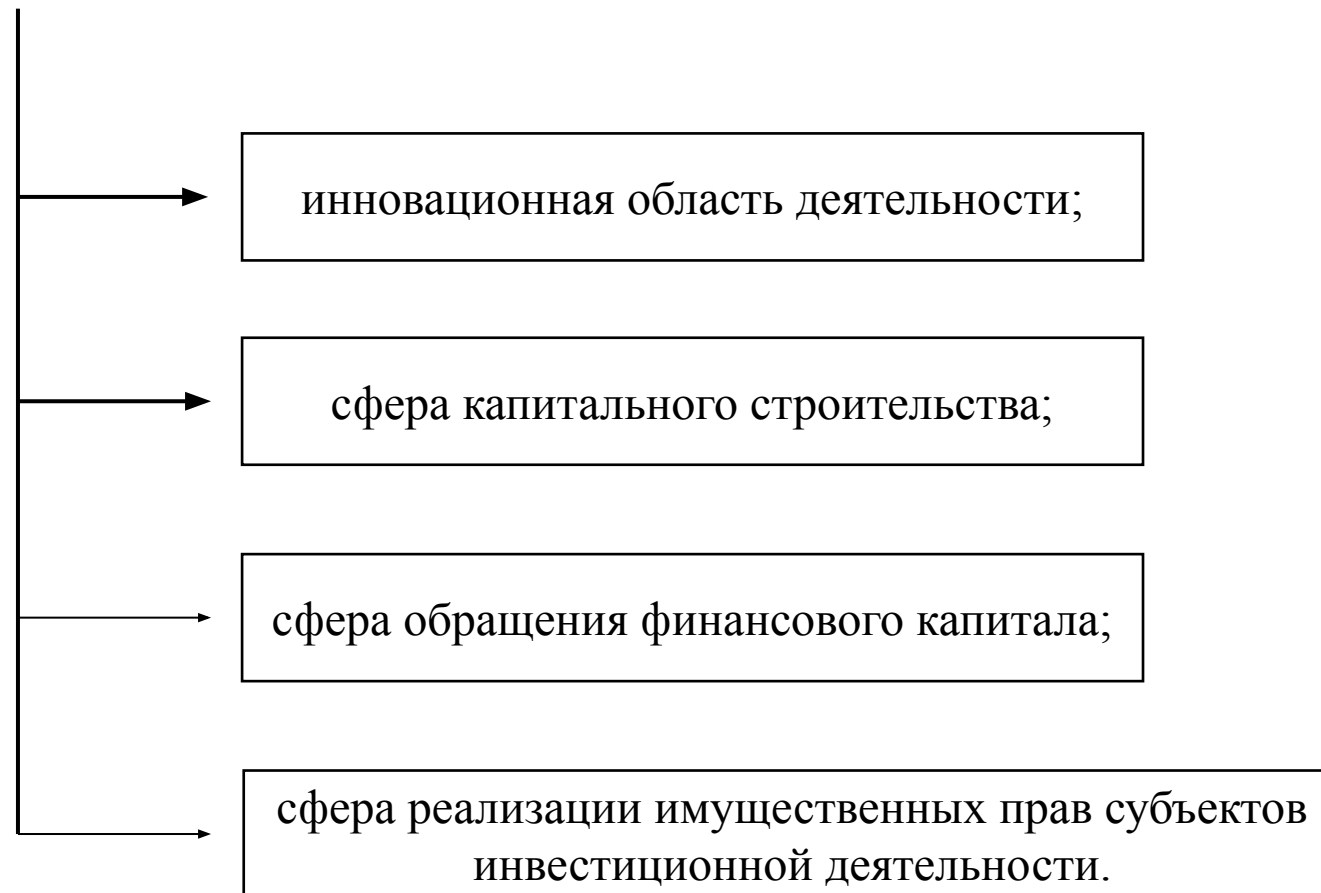 инновационная область деятельности;
сфера капитального строительства;
сфера обращения финансового капитала;
сфера реализации имущественных прав субъектов
инвестиционной деятельности.